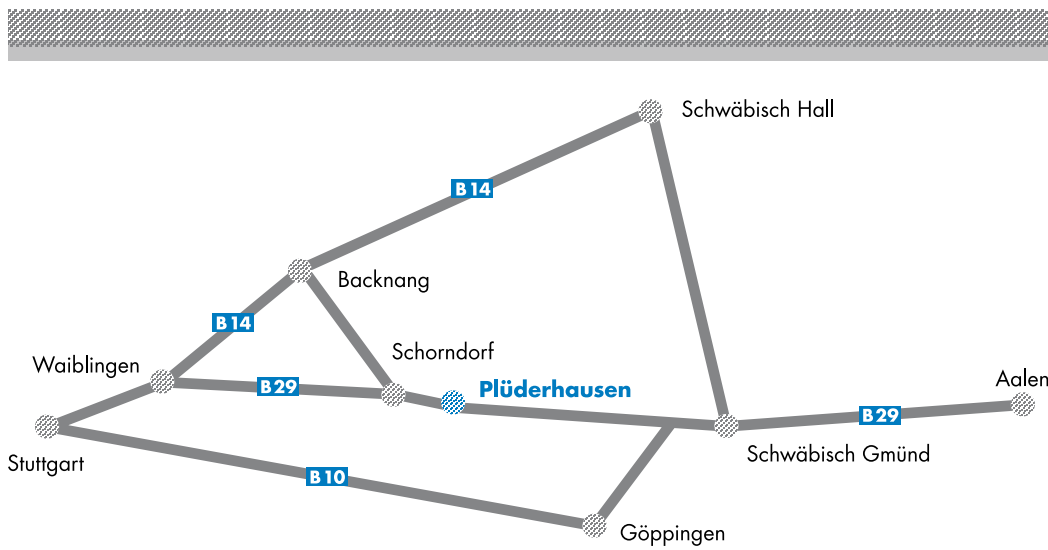 Schwäbisch Hall
B 14
Backnang
B 14
Schorndorf
Waiblingen
B 29
Plüderhausen
Aalen
B 29
Schwäbisch Gmünd
Stuttgart
B 10
Göppingen